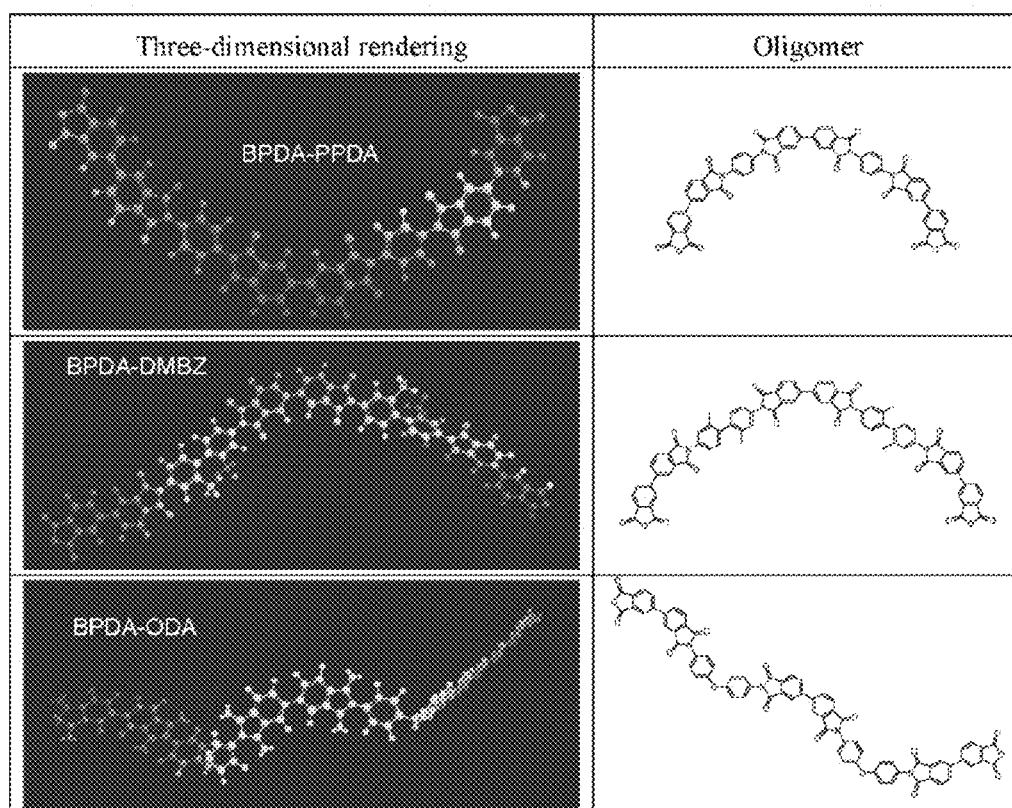 Three-dimensional rendering
Oligomer
BPDA-PPDA
BPDA-DMBZ
BPDA-ODA